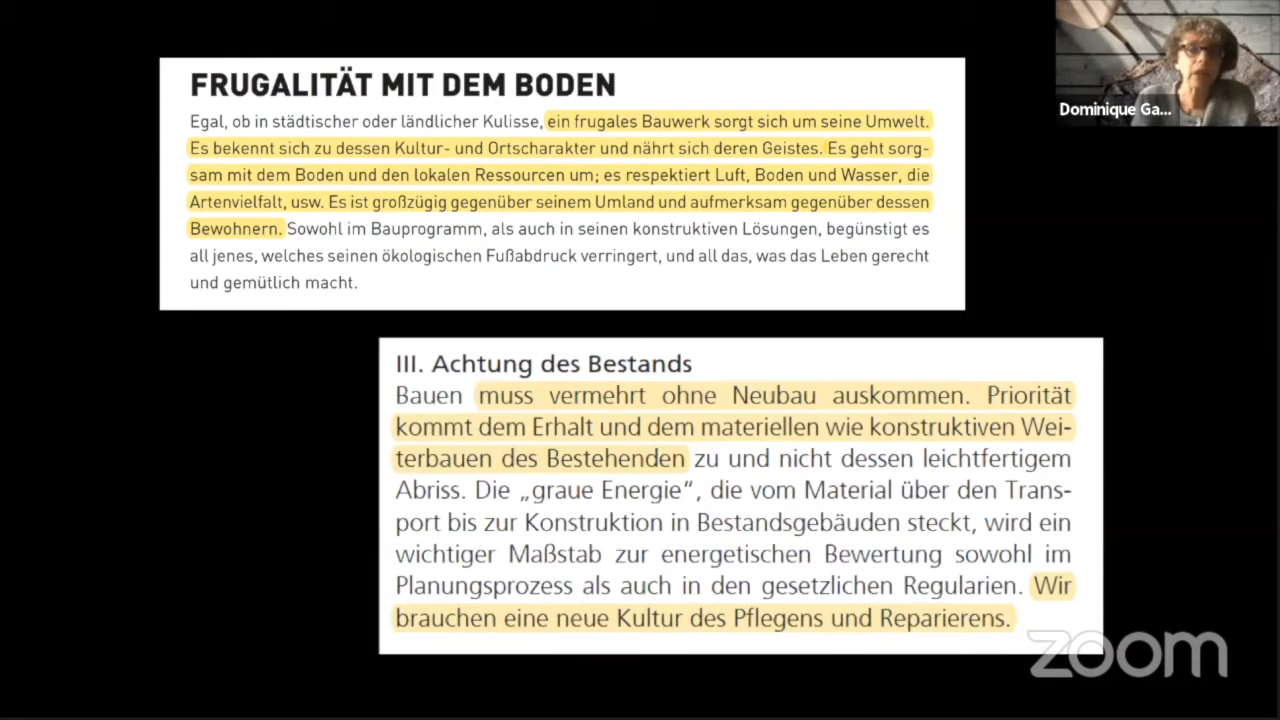 FRUGALITÄT MIT DEM BODEN
Egal, ob in städtischer oder ländlicher Kulisse, ein frugales Bauwerk sorgt sich um seine Umwelt.
Es bekennt sich zu dessen Kultur- und Ortscharakter und nährt sich deren Geistes. Es geht sorg-
sam mit dem Boden und den lokalen Ressourcen um; es respektiert Luft, Boden und Wasser, die
Artenvielfalt, usw. Es ist großzügig gegenüber seinem Umland und aufmerksam gegenüber dessen
Bewohnern. Sowohl im Bauprogramm, als auch in seinen konstruktiven Lösungen, begünstigt es
all jenes, welches seinen ökologischen Fußabdruck verringert, und all das, was das Leben gerecht
und gemütlich macht.
Dominique Ga...
III. Achtung des Bestands
Bauen muss vermehrt ohne Neubau auskommen. Priorität
kommt dem Erhalt und dem materiellen wie konstruktiven Wei-
terbauen des Bestehenden zu und nicht dessen leichtfertigem
Abriss. Die „graue Energie“, die vom Material über den Trans-
port bis zur Konstruktion in Bestandsgebäuden steckt, wird ein
wichtiger Maßstab zur energetischen Bewertung sowohl im
Planungsprozess als auch in den gesetzlichen Regularien. Wir
brauchen eine neue Kultur des Pflegens und Reparierens.
zoom